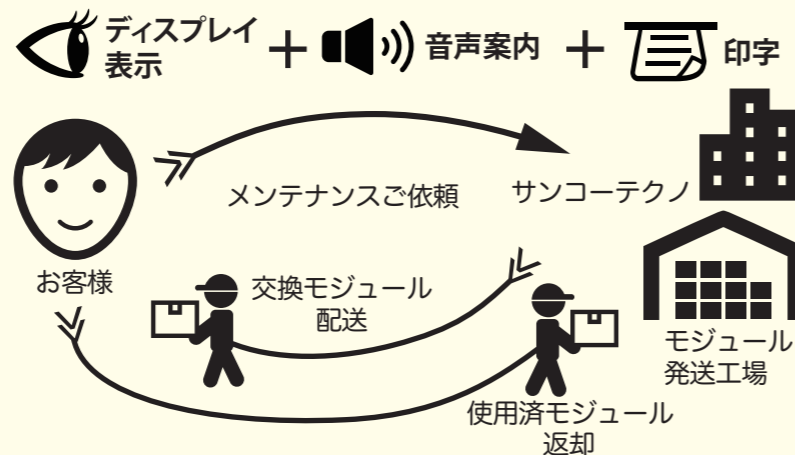 ディスプレイ
表示
+
音声案内
+
印字
メンテナンスご依頼
サンコーテクノ
お客様
交換モジュール
配送
モジュール
発送工場
使用済モジュール
返却